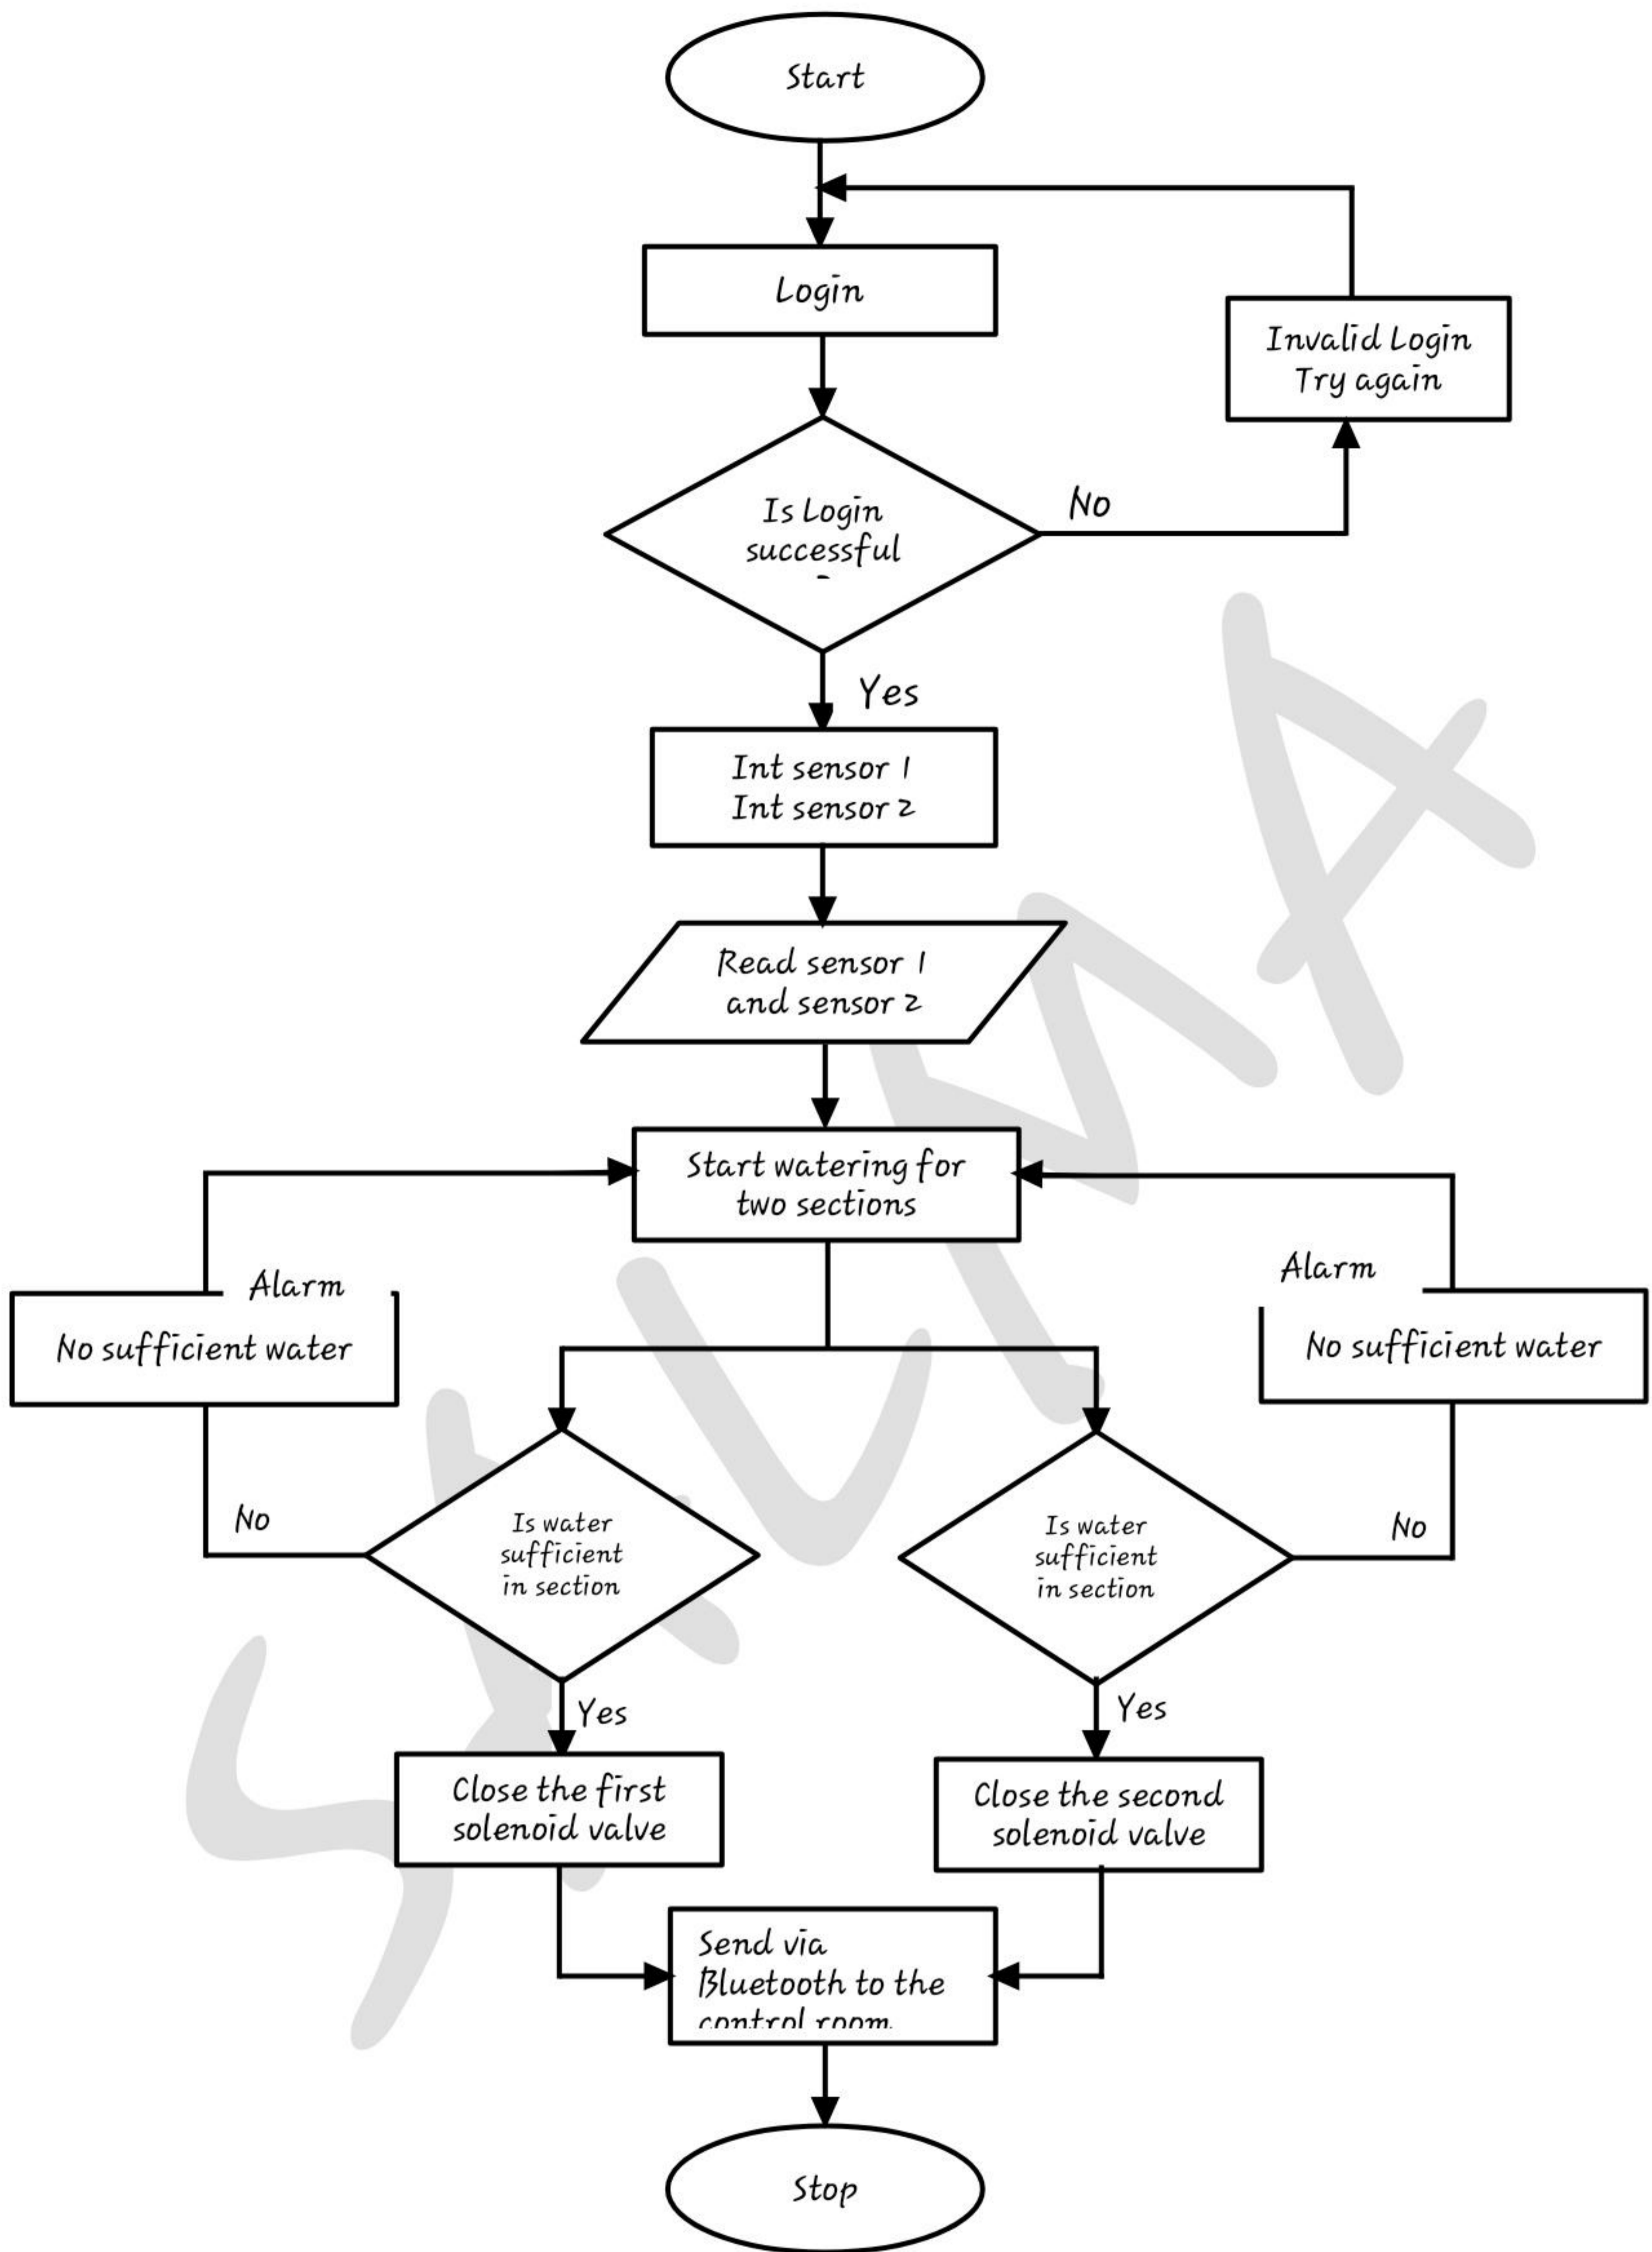 Start
Login
Invalid Login
Try again
Is Login
successful
No
Yes
Int sensor 1
Int sensor 2
Read sensor 1
and sensor 2
Start watering for
two sections
Alarm
No sufficient water
Alarm
No sufficient water
Is water
sufficient
in section
No
Is water
sufficient
in section
No
Yes
Yes
Close the first
solenoid valve
Close the second
solenoid valve
Send via
Bluetooth to the
control room.
Stop